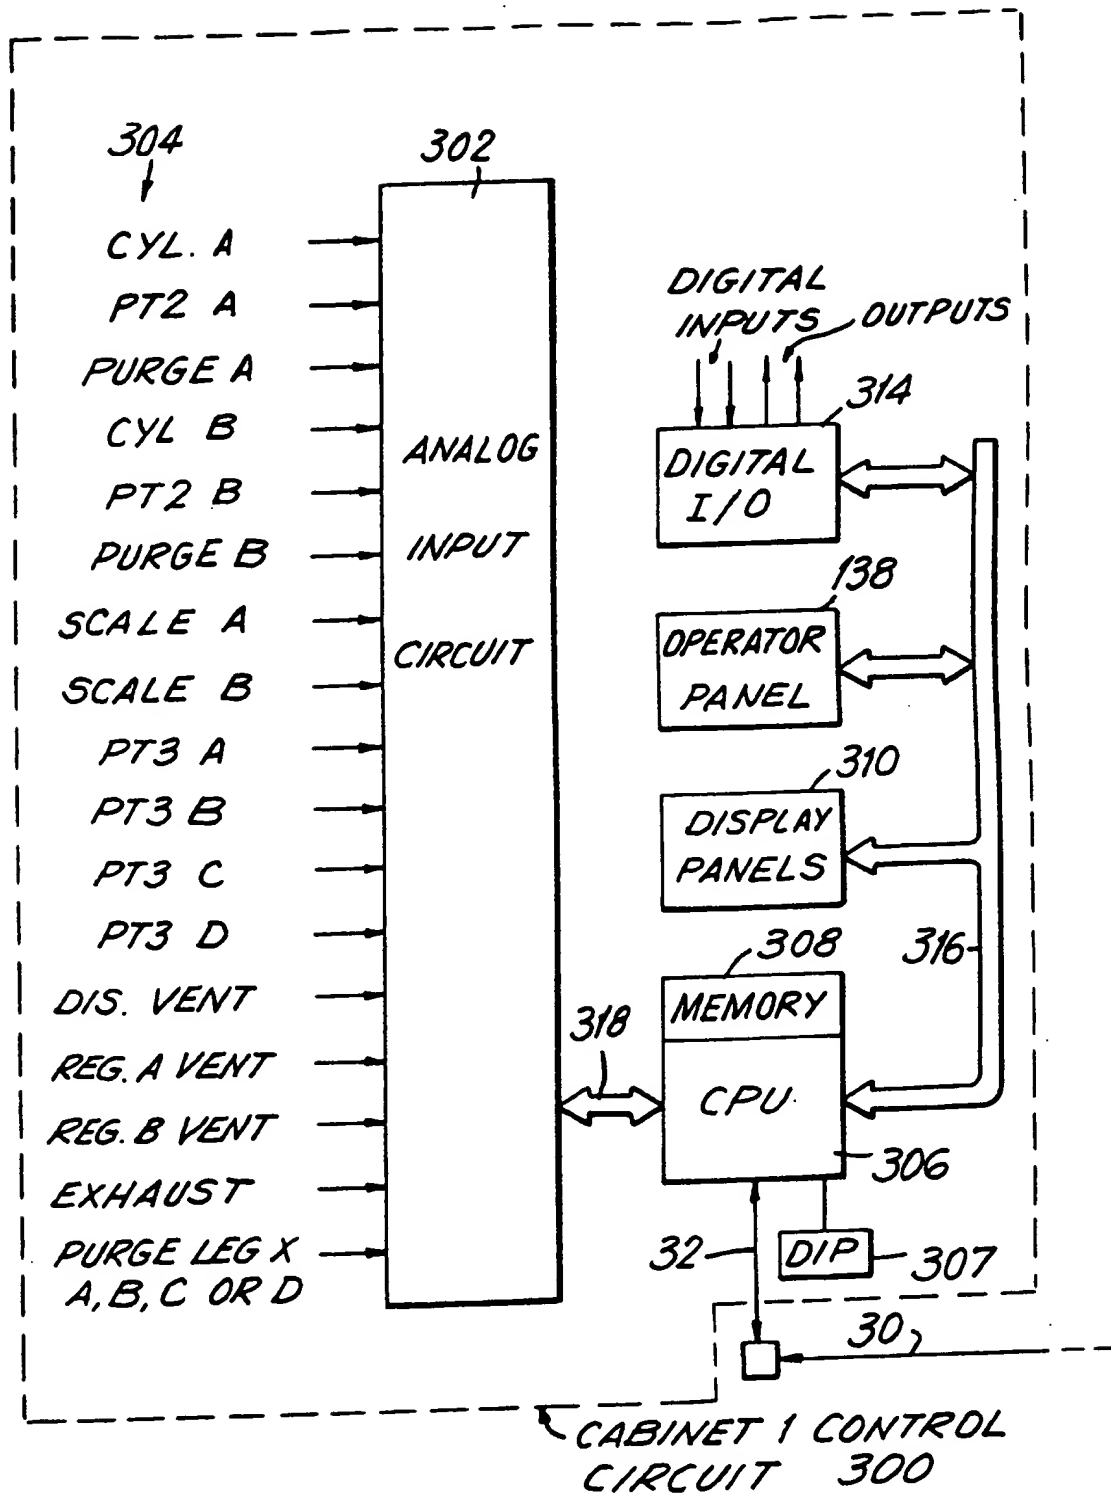 304
302
CYL. A
PT2 A
PURGE A
CYL B
PT2 B
PURGE B
SCALE A
SCALE B
PT3 A
PT3 B
PT3 C
PT3 D
DIS. VENT
REG. A VENT
REG. B VENT
EXHAUST
PURGE LEG X
A, B, C OR D
ANALOG
INPUT
CIRCUIT
DIGITAL
INPUTS
OUTPUTS
314
DIGITAL
I/O
138
OPERATOR
PANEL
310
DISPLAY
PANELS
316
308
MEMORY
318
CPU
306
32
DIP
307
30
CABINET 1 CONTROL
CIRCUIT 300